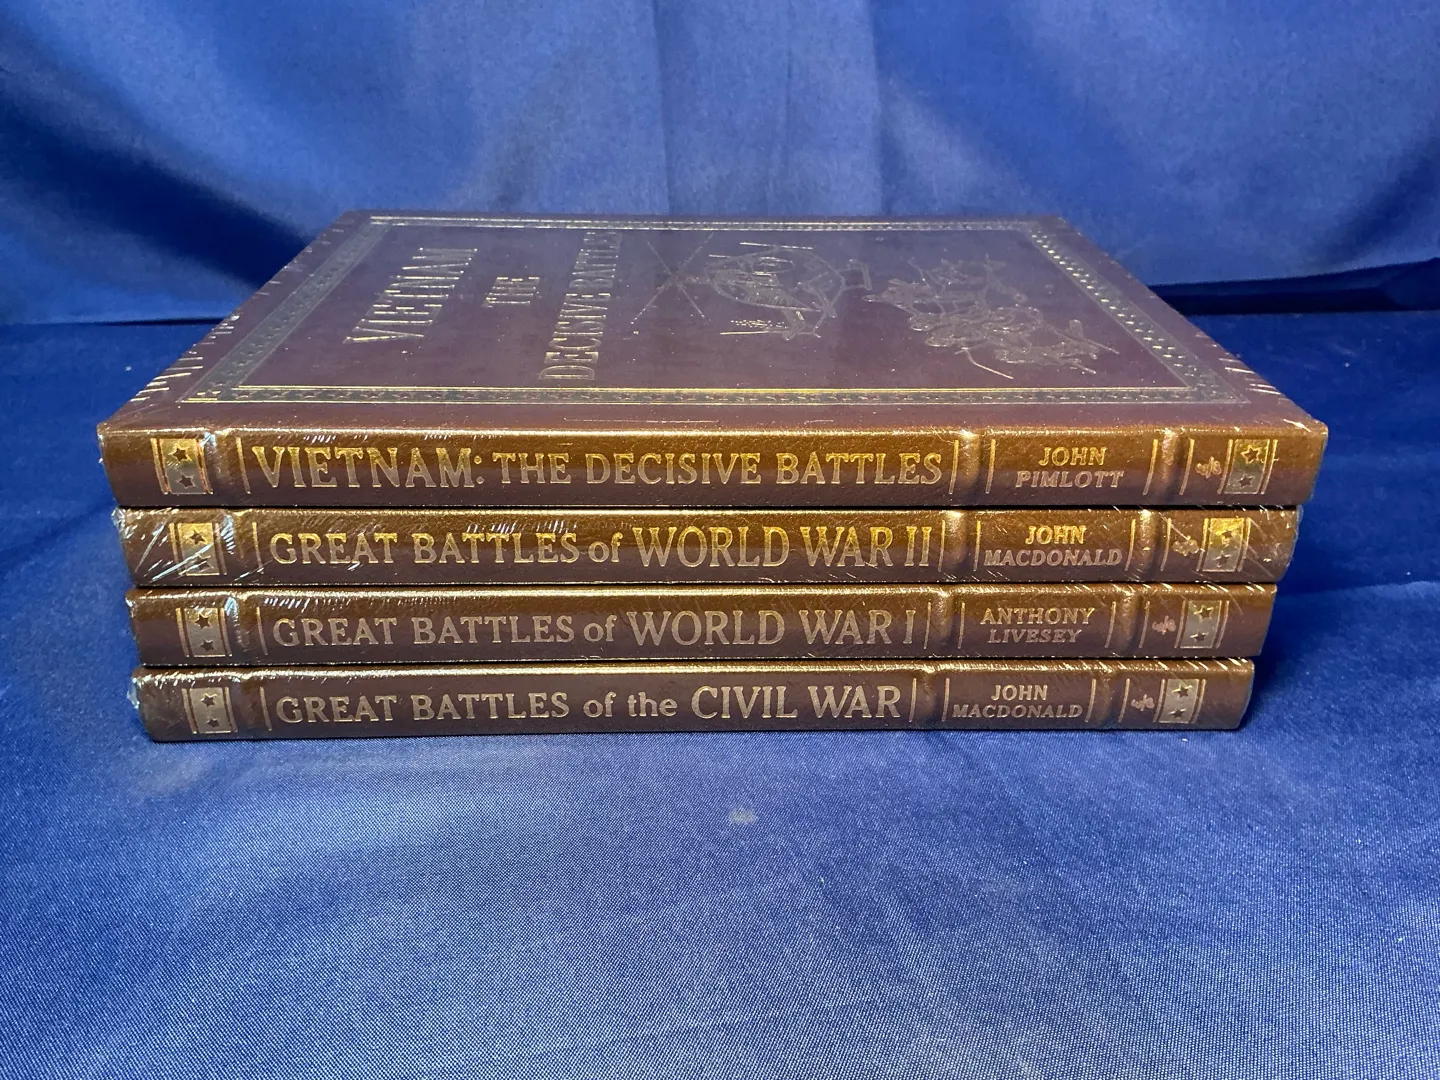 VIETNAM
THE
DECISIVE BATTLES
VIETNAM: THE DECISIVE BATTLES
JOHN
PIMLOTT
GREAT BATTLES of WORLD WAR II
JOHN
MACDONALD
GREAT BATTLES of WORLD WAR I
ANTHONY
LIVESEY
GREAT BATTLES of the CIVIL WAR
JOHN
MACDONALD